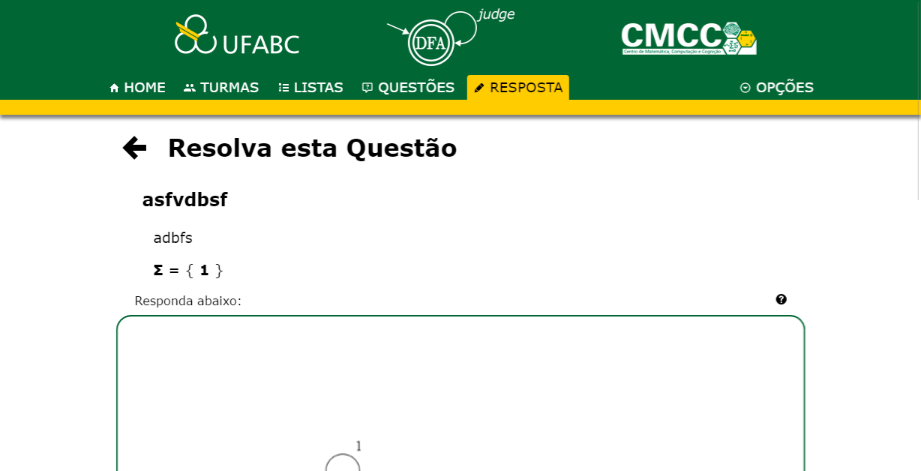 UFABC
DFA judge
CMCC
Centro de Matemática, Computação e Cognição
HOME TURMAS LISTAS QUESTÕES RESPOSTA OPÇÕES
Resolva esta Questão
asfvdbsf
adbfs
Σ = { 1 }
Responda abaixo:
1